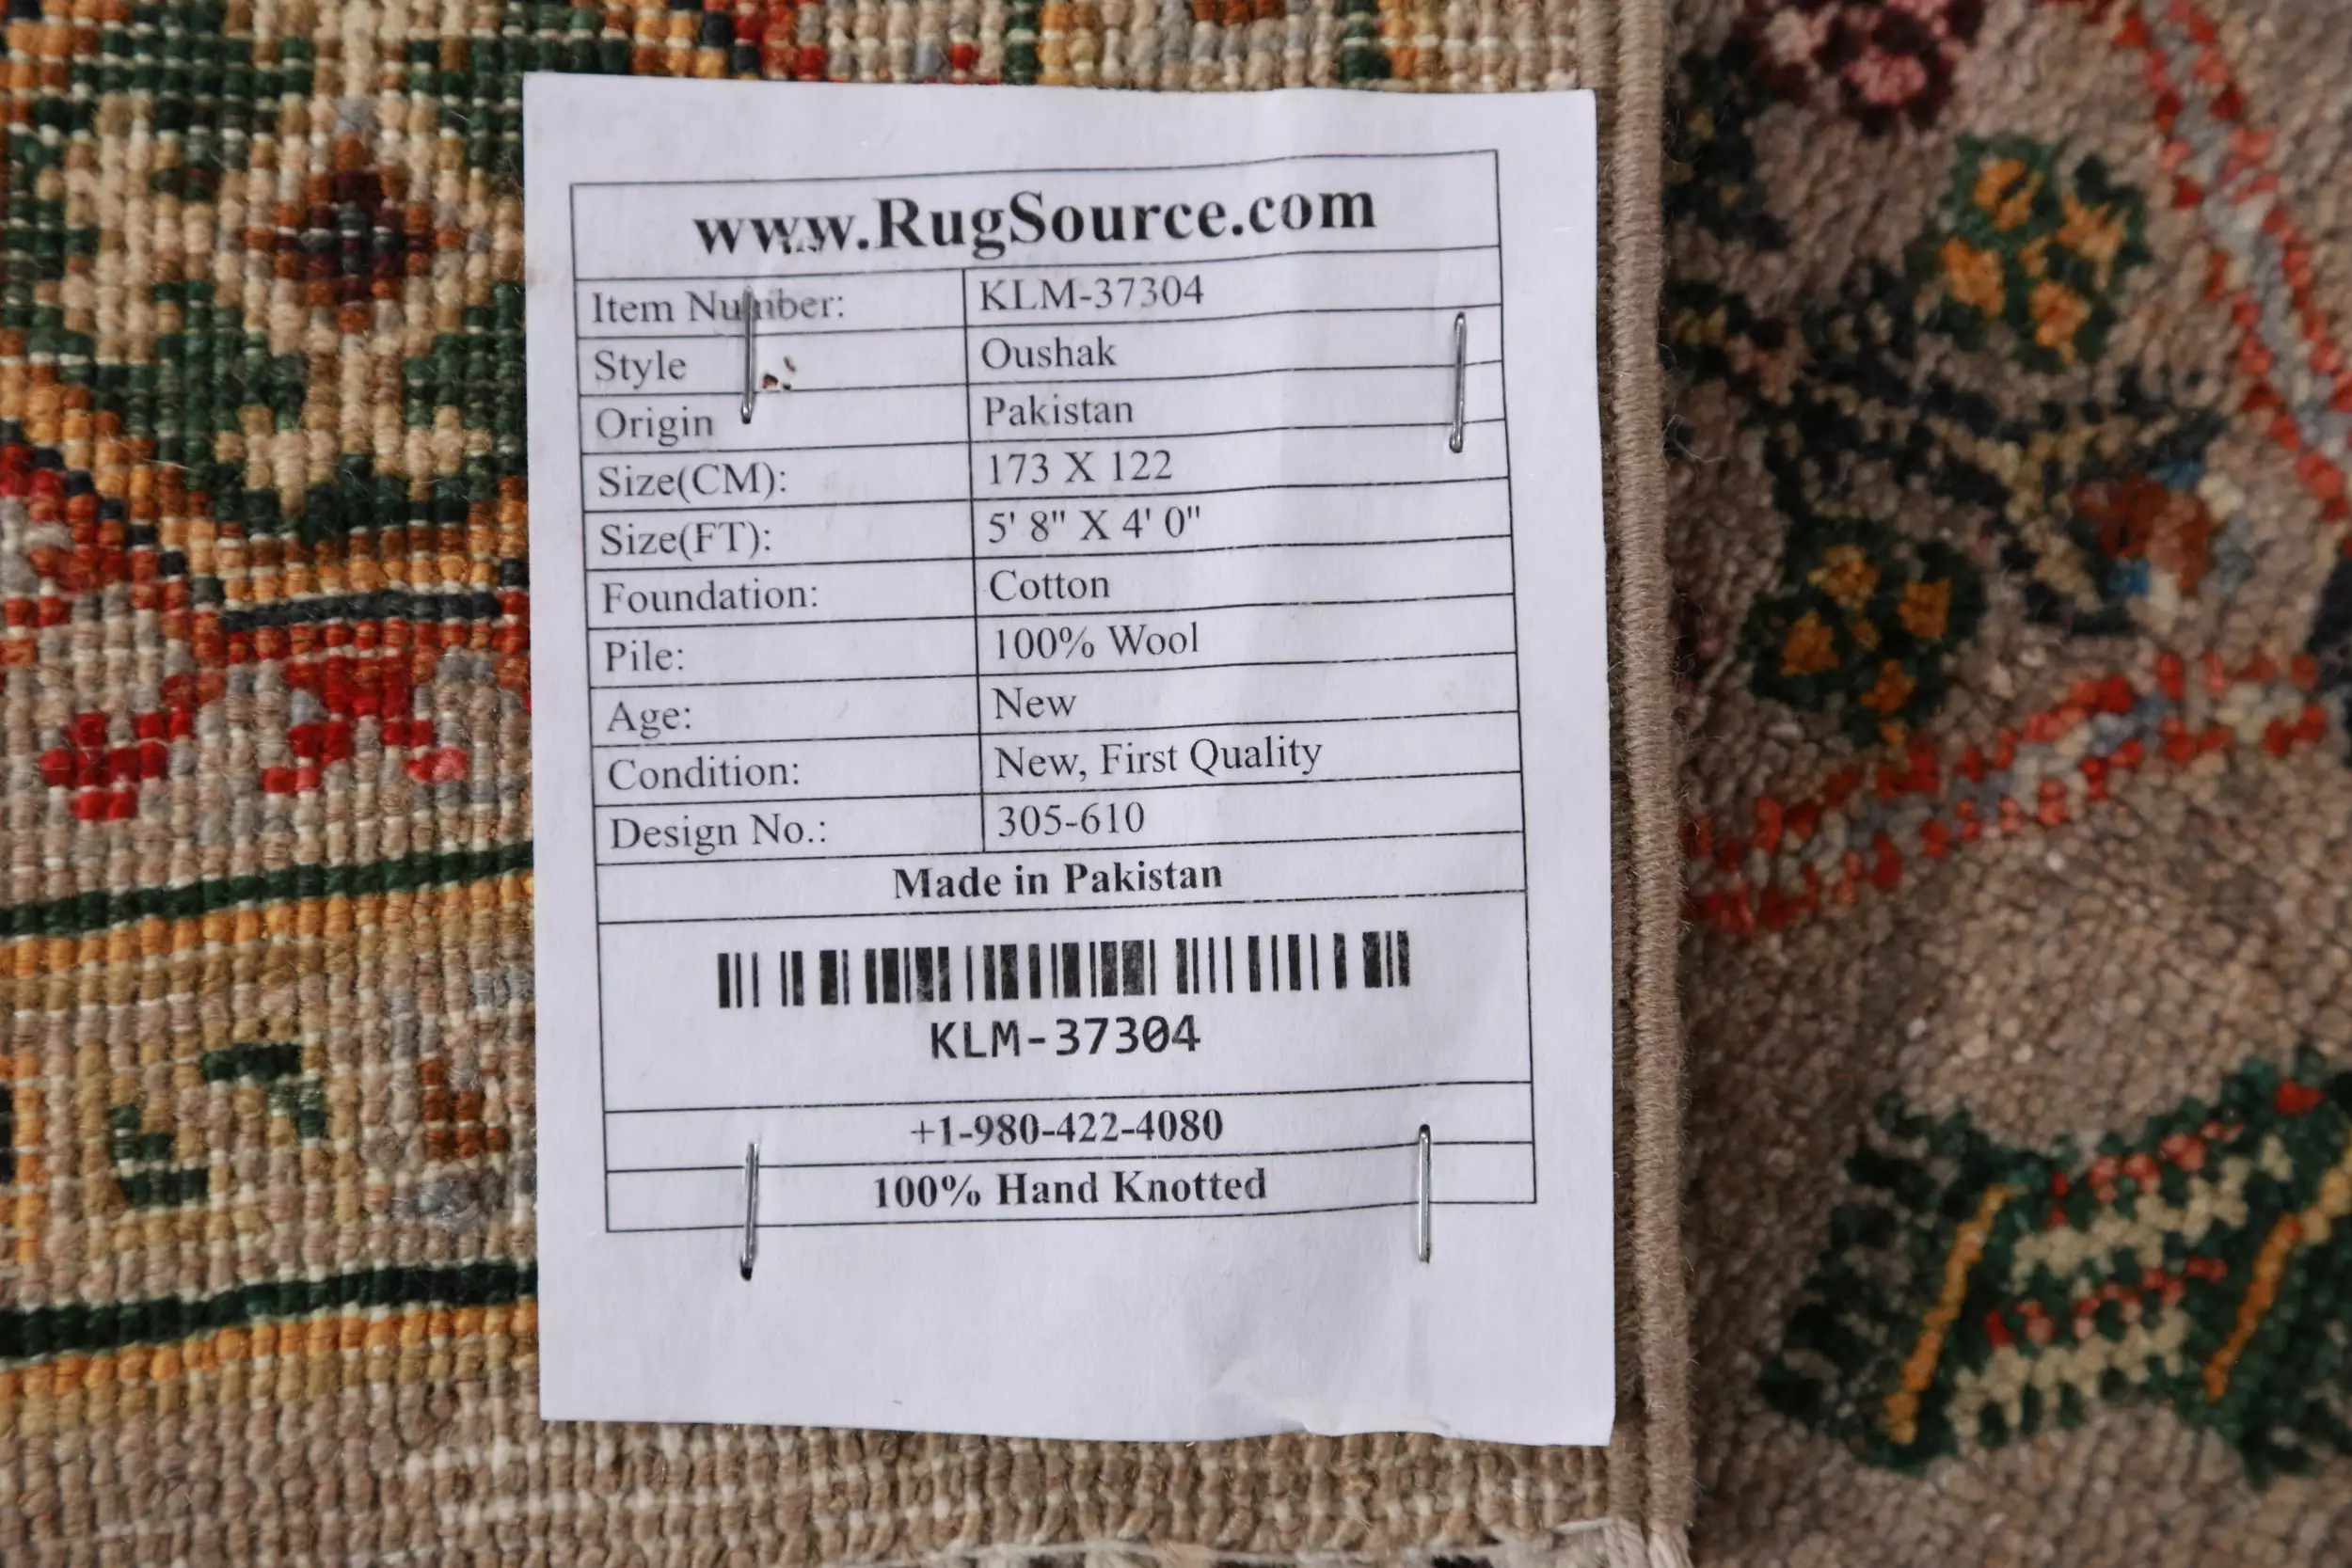 www.RugSource.com
Item Number: KLM-37304
Style Oushak
Origin Pakistan
Size(CM): 173 X 122
Size(FT): 5' 8" X 4' 0"
Foundation: Cotton
Pile: 100% Wool
Age: New
Condition: New, First Quality
Design No.: 305-610
Made in Pakistan
KLM-37304
+1-980-422-4080
100% Hand Knotted